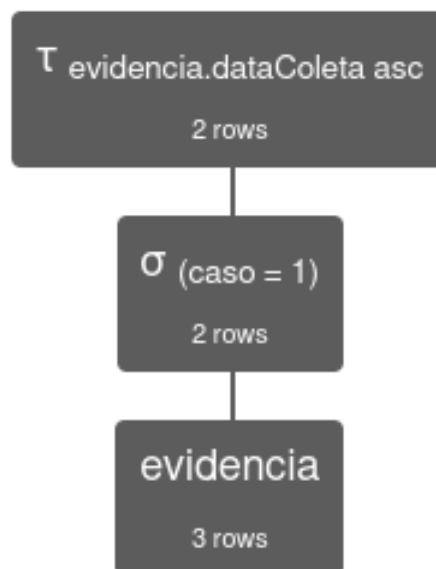 τ evidencia.dataColeta asc
2 rows
σ (caso = 1)
2 rows
evidencia
3 rows